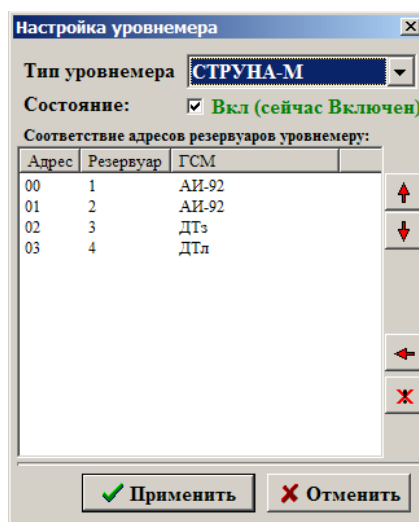 Настройка уровнемера
Тип уровнемера СТРУНА-М
Состояние: Вкл (сейчас Включен)
Соответствие адресов резервуаров уровнемеру:
Адрес Резервуар ГСМ
00 1 АИ-92
01 2 АИ-92
02 3 ДТз
03 4 ДТл
Применить Отменить